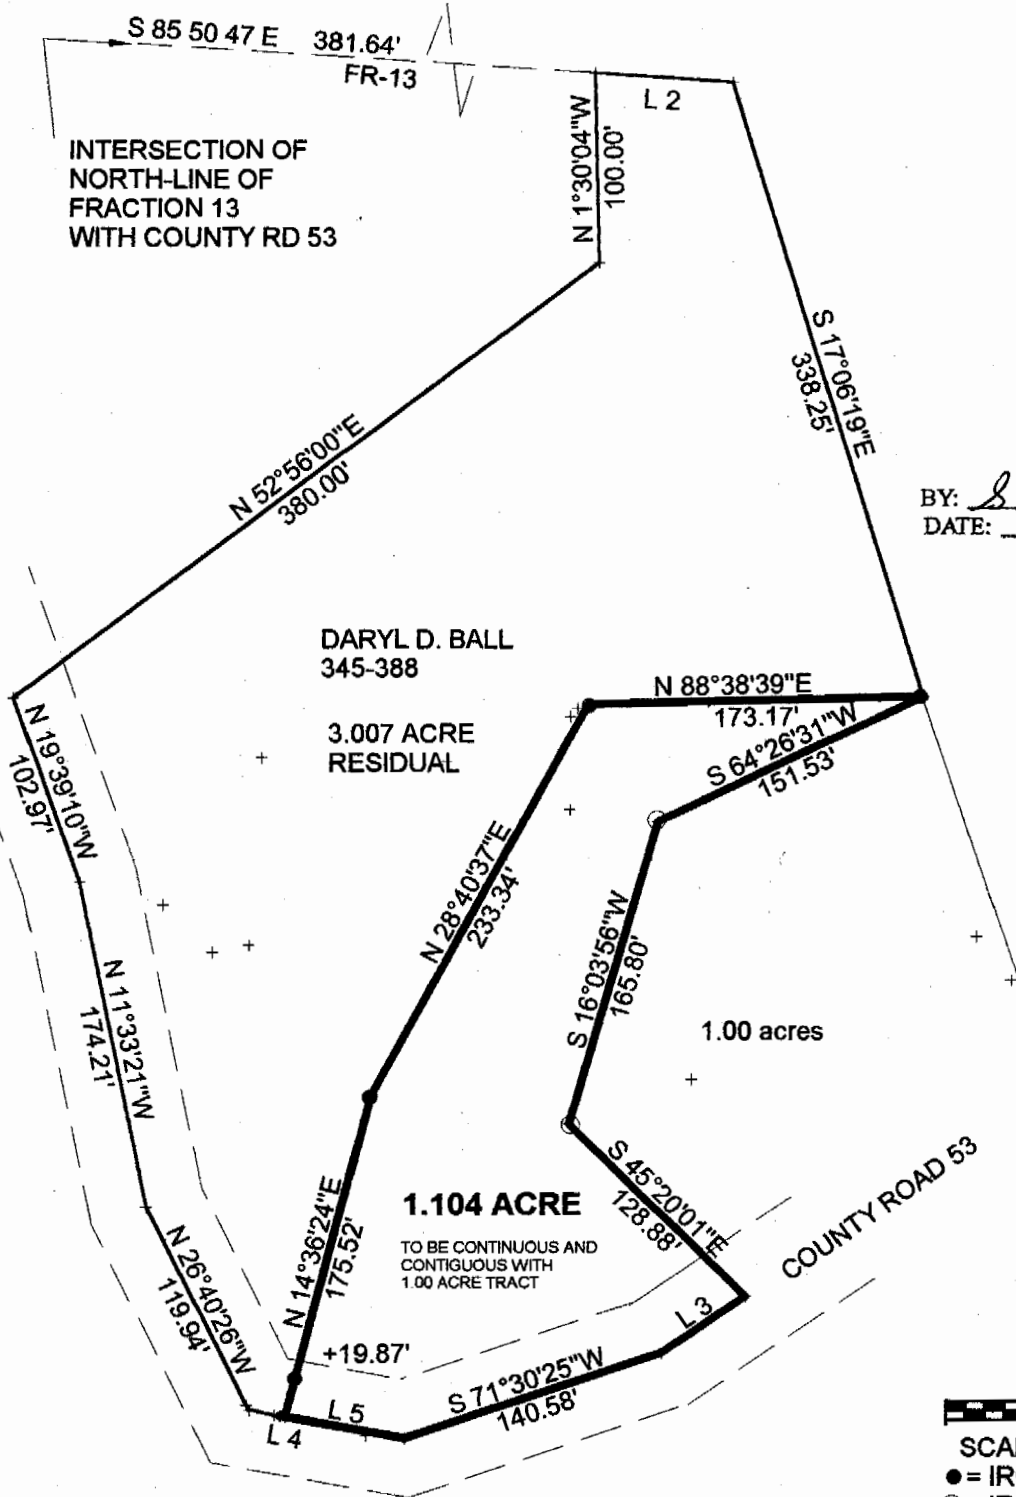 S 85 50 47 E 381.64'
FR-13
L 2
N 1°30'04"W
100.00'
INTERSECTION OF
NORTH-LINE OF
FRACTION 13
WITH COUNTY RD 53
S 17°06'19"E
338.25'
N 52°56'00"E
380.00'
BY:
DATE:
DARYL D. BALL
345-388
3.007 ACRE
RESIDUAL
N 88°38'39"E
173.17'
S 64°26'31"W
151.53'
N 19°39'10"W
102.97'
N 28°40'37"E
233.34'
S 16°03'56"W
165.80'
N 11°33'21"W
174.21'
1.00 acres
S 45°20'01"E
128.88'
COUNTY ROAD 53
1.104 ACRE
TO BE CONTINUOUS AND
CONTIGUOUS WITH
1.00 ACRE TRACT
N 14°36'24"E
175.52'
N 26°40'26"W
119.94'
L 3
+19.87'
S 71°30'25"W
140.58'
L 5
L 4